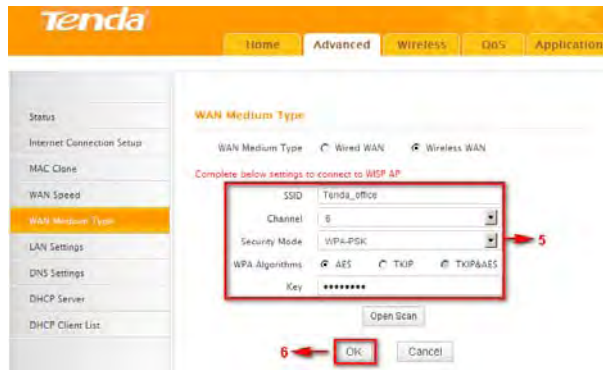 Tenda
Home Advanced Wireless QoS Application
Status
Internet Connection Setup
MAC Clone
WAN Speed
WAN Medium Type
LAN Settings
DNS Settings
DHCP Server
DHCP Client List
WAN Medium Type
WAN Medium Type Wired WAN Wireless WAN
Complete below settings to connect to WISP AP
SSID Tenda_office
Channel 6
Security Mode WPA-PSK
5
WPA Algorithms AES TKIP TKIP&AES
Key ••••••••
Open Scan
6 OK Cancel